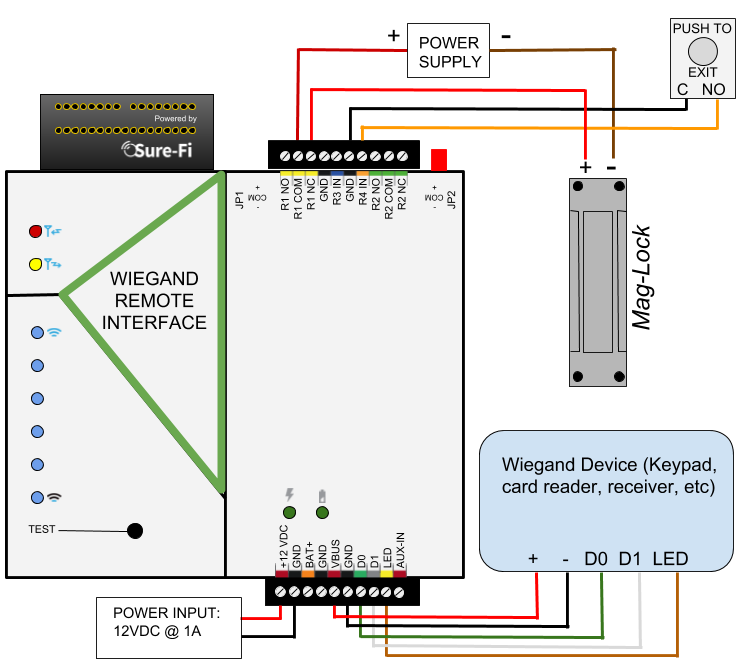 +
POWER
SUPPLY
-
PUSH TO
EXIT
C NO
Powered by
Sure-Fi
+ -
JP1
+
COM
-
R1 NO
R1 COM
R1 NC
GND
R3 IN
GND
R4 IN
R2 NO
R2 COM
R2 NC
+
COM
-
JP2
WIEGAND
REMOTE
INTERFACE
Mag-Lock
Wiegand Device (Keypad,
card reader, receiver, etc)
+ - D0 D1 LED
TEST
+12 VDC
GND
BAT+
GND
VBUS
GND
D0
D1
LED
AUX-IN
POWER INPUT:
12VDC @ 1A